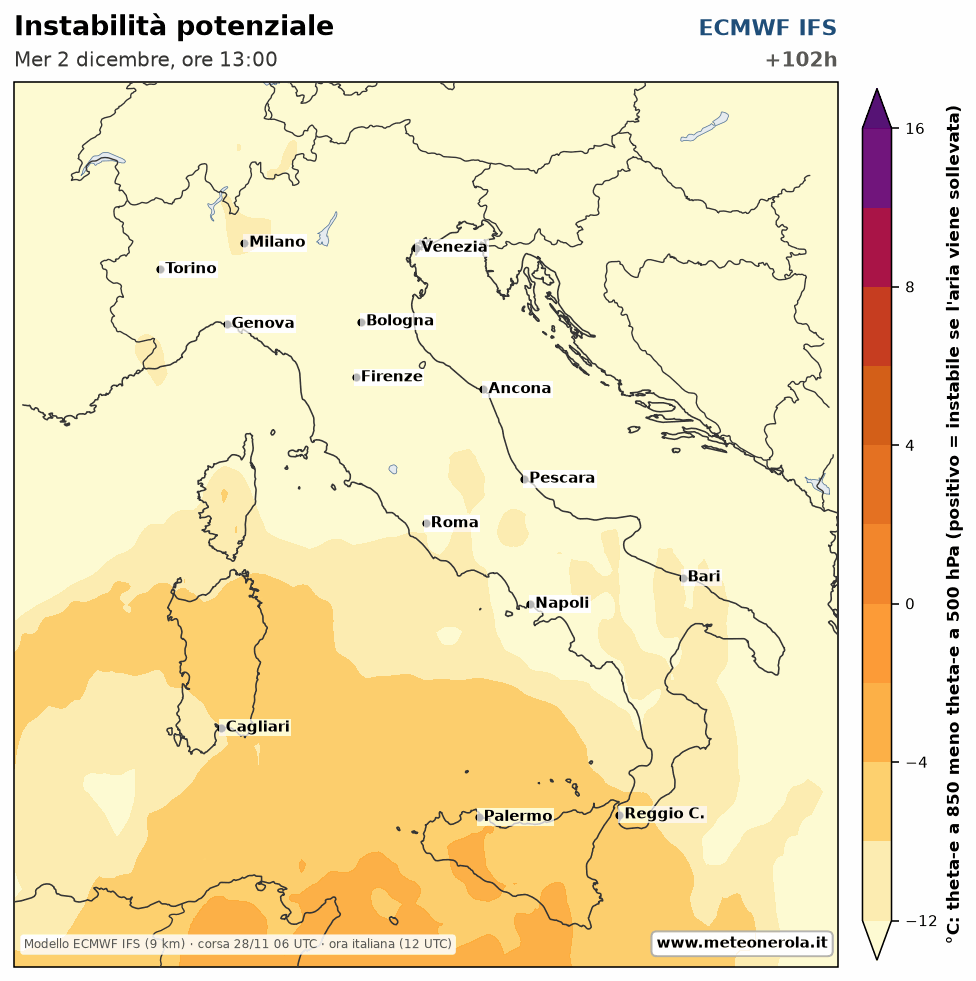 Instabilità potenziale
ECMWF IFS
Mer 2 dicembre, ore 13:00
+102h
Milano
Venezia
Torino
Genova
Bologna
Firenze
Ancona
Pescara
Roma
Bari
Napoli
Cagliari
Palermo
Reggio C.
16
8
4
0
−4
−12
°C: theta-e a 850 meno theta-e a 500 hPa (positivo = instabile se l'aria viene sollevata)
Modello ECMWF IFS (9 km) · corsa 28/11 06 UTC · ora italiana (12 UTC)
www.meteonerola.it